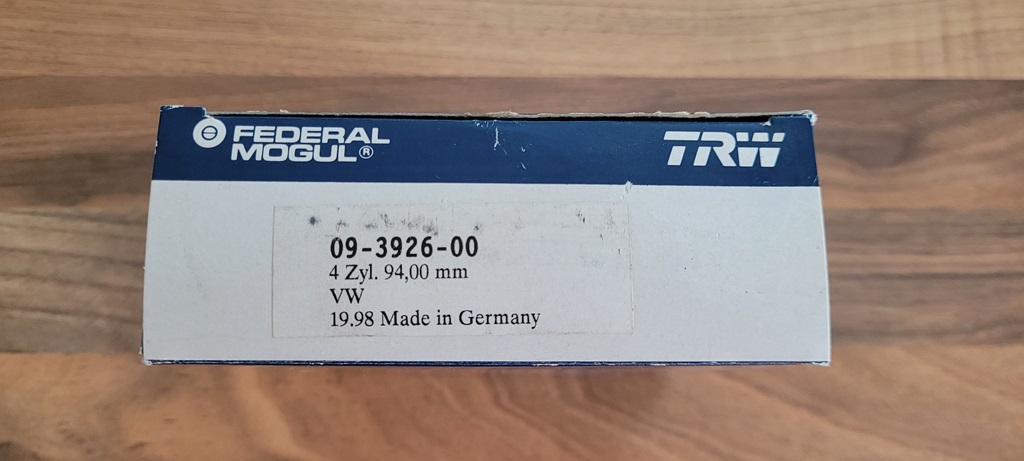 FEDERAL
MOGUL®
TRW
09-3926-00
4 Zyl. 94,00 mm
VW
19.98 Made in Germany